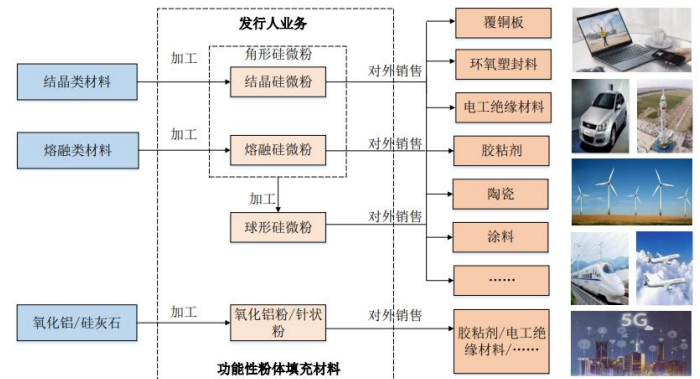 发行人业务
角形硅微粉
覆铜板
结晶类材料
加工
结晶硅微粉
对外销售
环氧塑封料
电工绝缘材料
熔融类材料
加工
熔融硅微粉
对外销售
胶粘剂
加工
陶瓷
球形硅微粉
对外销售
涂料
……
氧化铝/硅灰石
加工
氧化铝粉/针状
粉
对外销售
胶粘剂/电工绝
缘材料/……
功能性粉体填充材料
5G